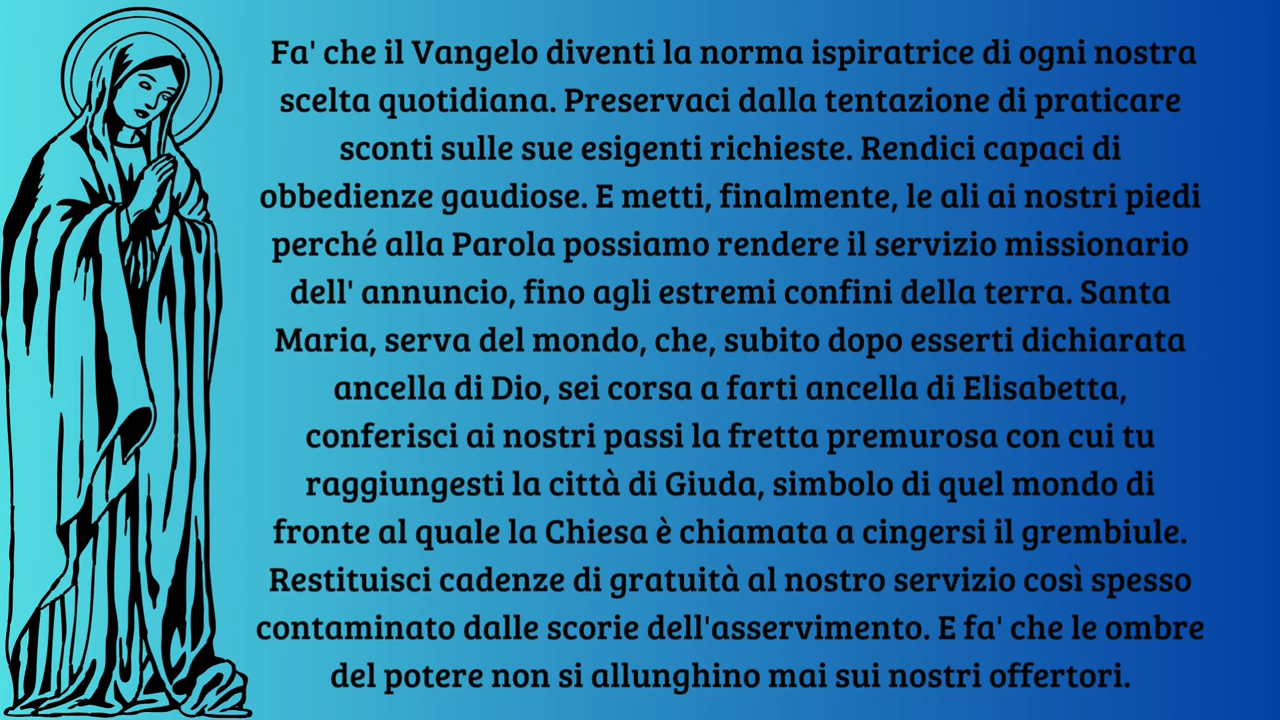 Fa' che il Vangelo diventi la norma ispiratrice di ogni nostra
scelta quotidiana. Preservaci dalla tentazione di praticare
sconti sulle sue esigenti richieste. Rendici capaci di
obbedienze gaudiose. E metti, finalmente, le ali ai nostri piedi
perché alla Parola possiamo rendere il servizio missionario
dell' annuncio, fino agli estremi confini della terra. Santa
Maria, serva del mondo, che, subito dopo esserti dichiarata
ancella di Dio, sei corsa a farti ancella di Elisabetta,
conferisci ai nostri passi la fretta premurosa con cui tu
raggiungesti la città di Giuda, simbolo di quel mondo di
fronte al quale la Chiesa è chiamata a cingersi il grembiule.
Restituisci cadenze di gratuità al nostro servizio così spesso
contaminato dalle scorie dell'asservimento. E fa' che le ombre
del potere non si allunghino mai sui nostri offertori.